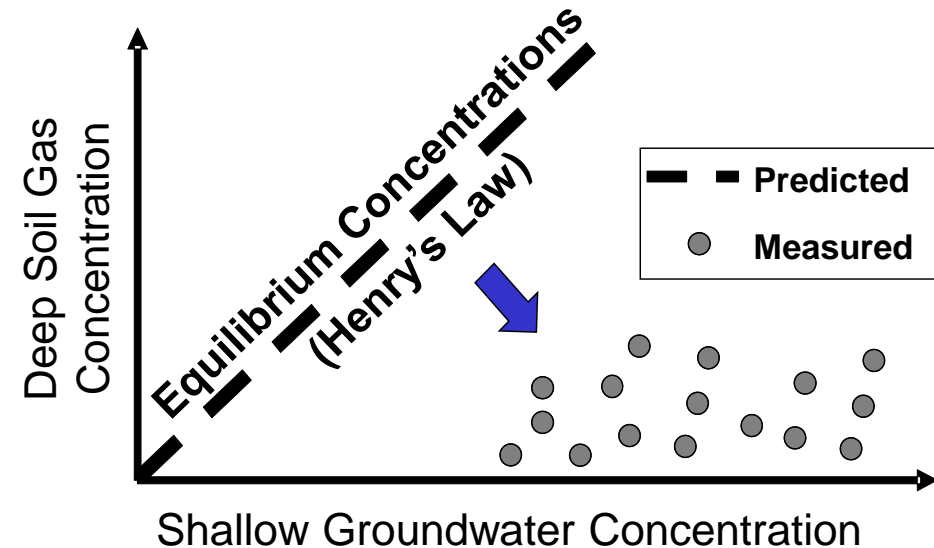 Deep Soil Gas
Concentration
Equilibrium Concentrations
(Henry's Law)
Predicted
Measured
Shallow Groundwater Concentration